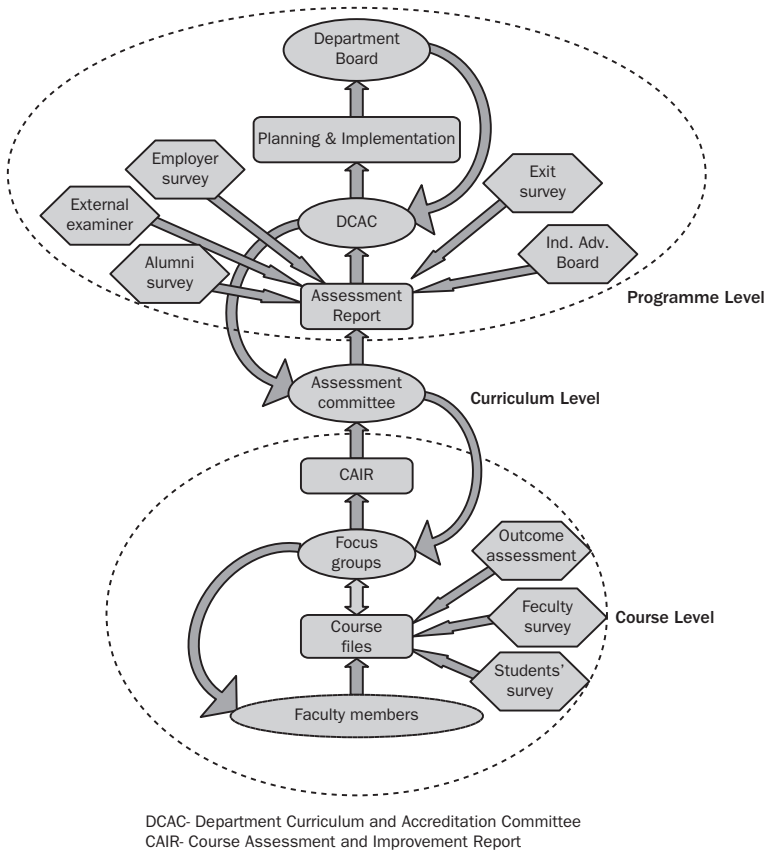 Department
Board
Planning & Implementation
Employer
survey
Exit
survey
External
examiner
DCAC
Ind. Adv.
Board
Alumni
survey
Assessment
Report
Programme Level
Assessment
committee
Curriculum Level
CAIR
Focus
groups
Outcome
assessment
Course
files
Feculty
survey
Course Level
Students’
survey
Faculty members
DCAC- Department Curriculum and Accreditation Committee
CAIR- Course Assessment and Improvement Report